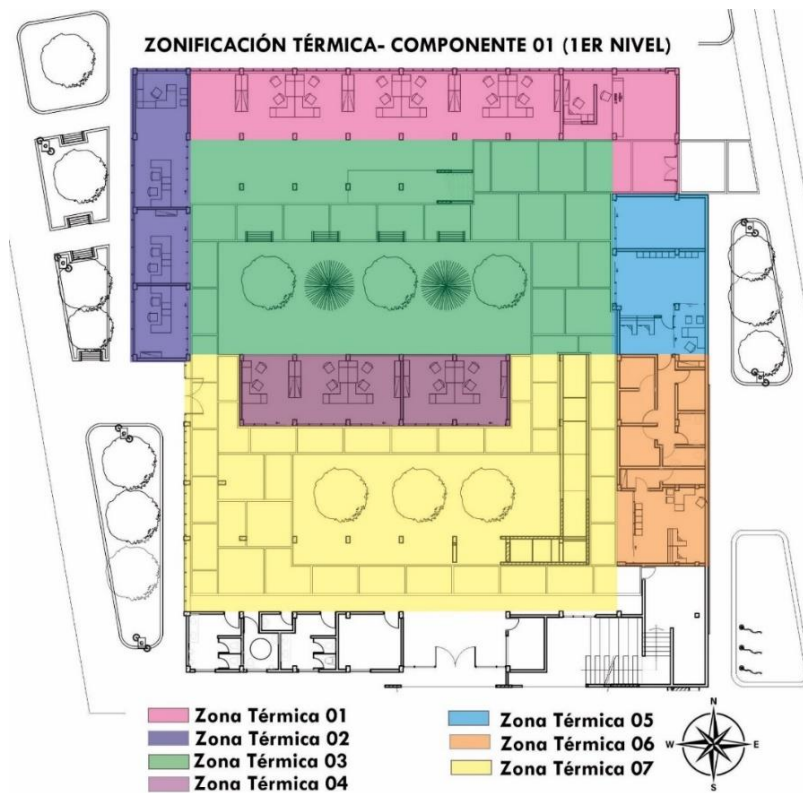 ZONIFICACIÓN TÉRMICA- COMPONENTE 01 (1ER NIVEL)
Zona Térmica 01
Zona Térmica 02
Zona Térmica 03
Zona Térmica 04
Zona Térmica 05
Zona Térmica 06
Zona Térmica 07
N
W
E
S